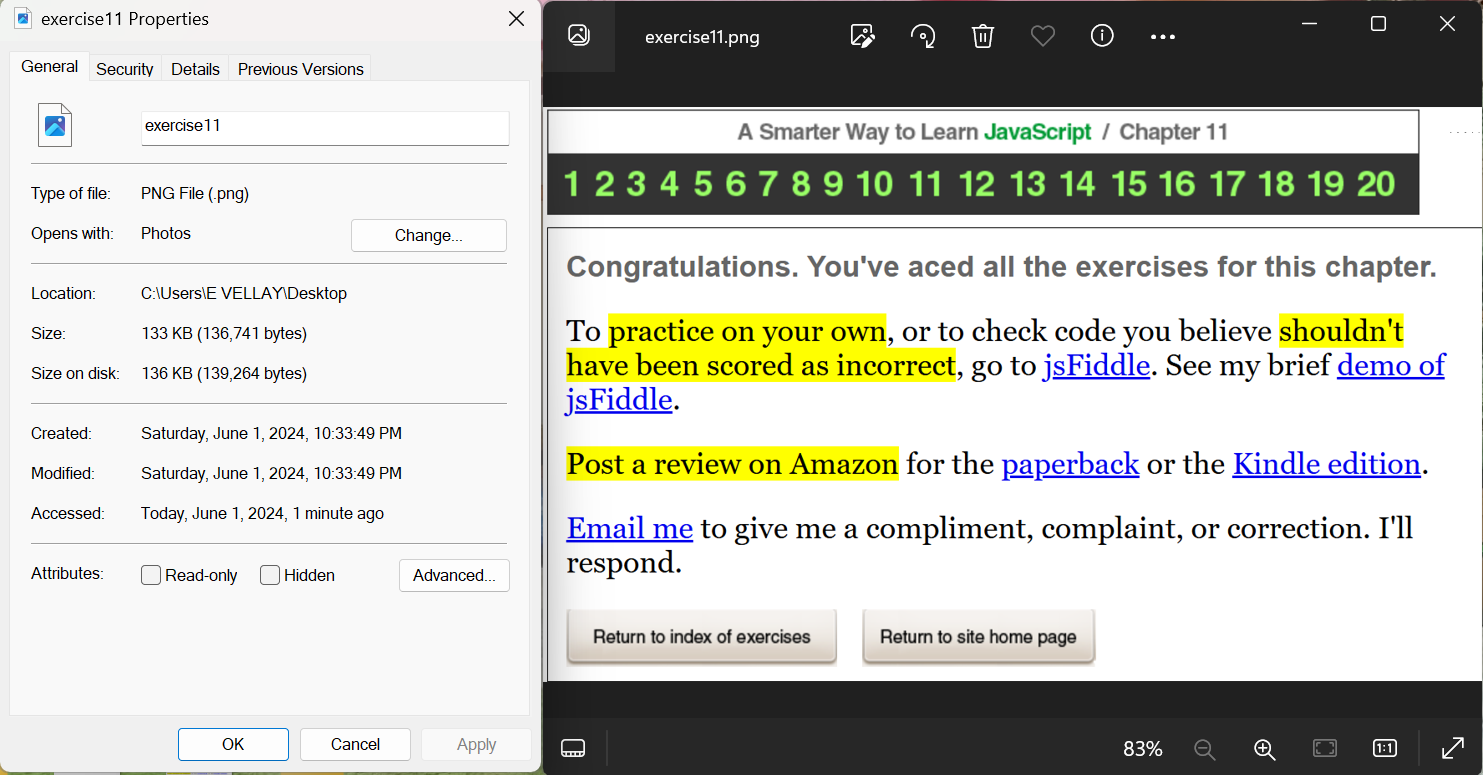 exercise11 Properties
General Security Details Previous Versions
exercise11
Type of file: PNG File (.png)
Opens with: Photos Change...
Location: C:\Users\E VELLAY\Desktop
Size: 133 KB (136,741 bytes)
Size on disk: 136 KB (139,264 bytes)
Created: Saturday, June 1, 2024, 10:33:49 PM
Modified: Saturday, June 1, 2024, 10:33:49 PM
Accessed: Today, June 1, 2024, 1 minute ago
Attributes: Read-only Hidden Advanced...
OK Cancel Apply
exercise11.png
A Smarter Way to Learn JavaScript / Chapter 11
1 2 3 4 5 6 7 8 9 10 11 12 13 14 15 16 17 18 19 20
Congratulations. You've aced all the exercises for this chapter.
To practice on your own, or to check code you believe shouldn't
have been scored as incorrect, go to jsFiddle. See my brief demo of
jsFiddle.
Post a review on Amazon for the paperback or the Kindle edition.
Email me to give me a compliment, complaint, or correction. I'll
respond.
Return to index of exercises Return to site home page
83% 1:1